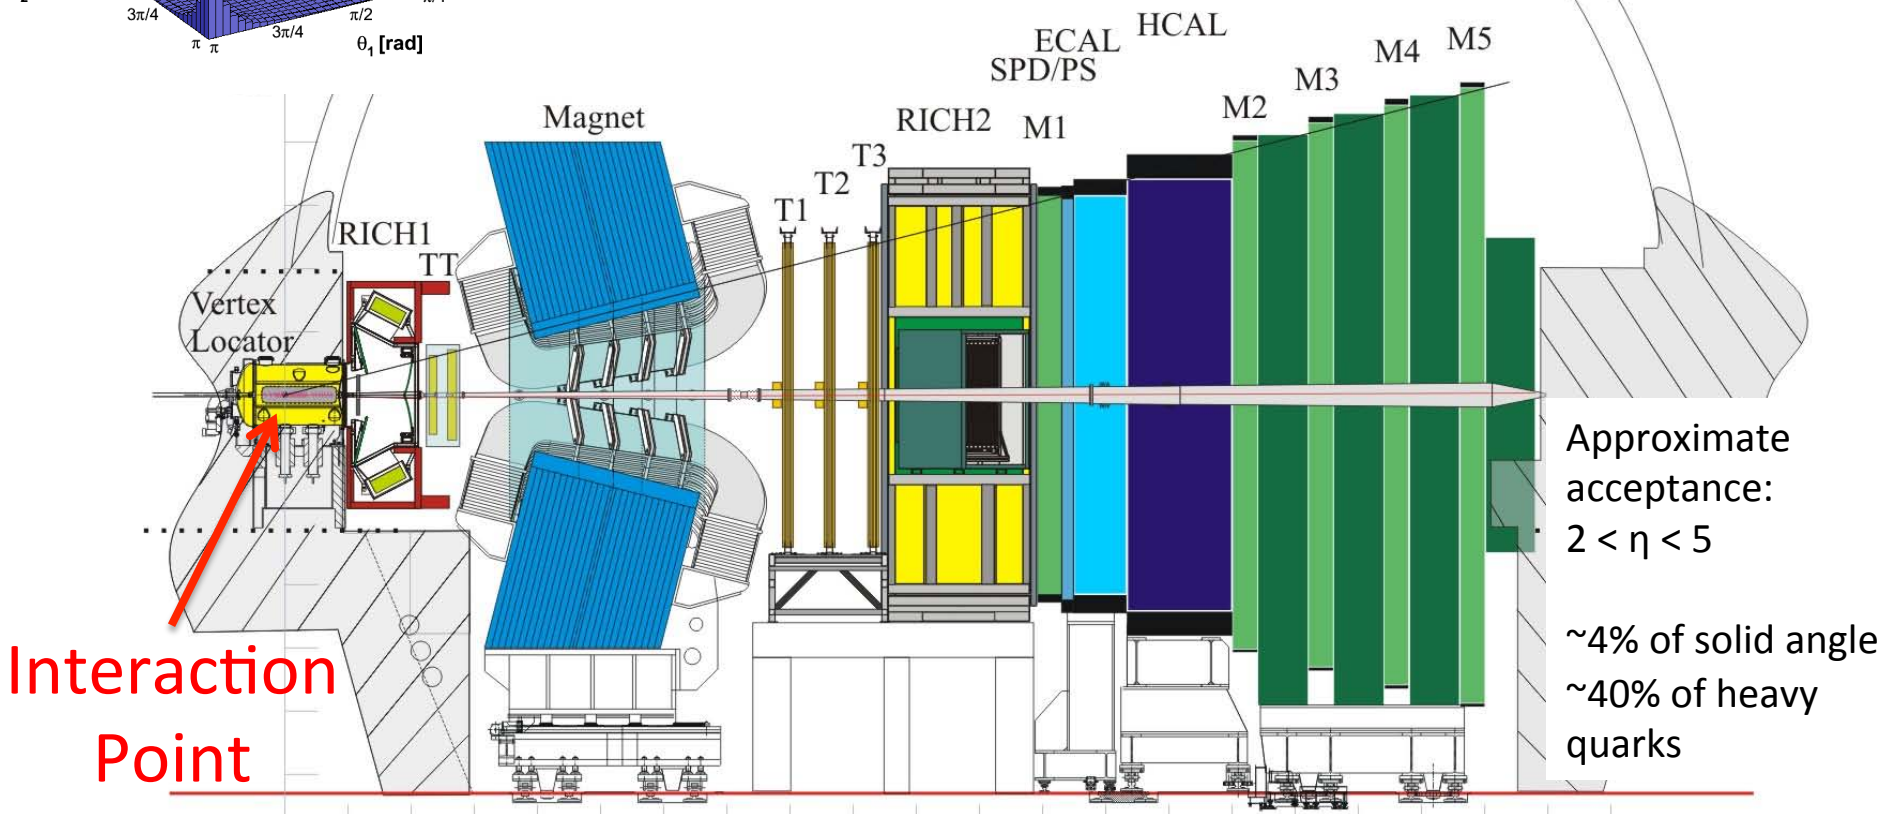 2
3π/4
π
π
3π/4
π/2
θ1 [rad]
HCAL
ECAL
SPD/PS
M5
M4
M3
M2
Magnet
RICH2
M1
T3
T2
T1
RICH1
TT
Vertex
Locator
Interaction
Point
Approximate
acceptance:
2 < η < 5
~4% of solid angle
~40% of heavy
quarks